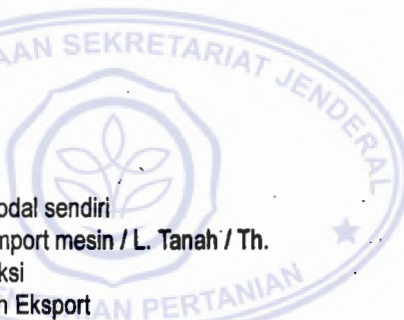 AAN SEKRETARIAT JENDERAL
odal sendiri
mport mesin / L. Tanah / Th.
ksi
n Eksport
AN PERTANIAN